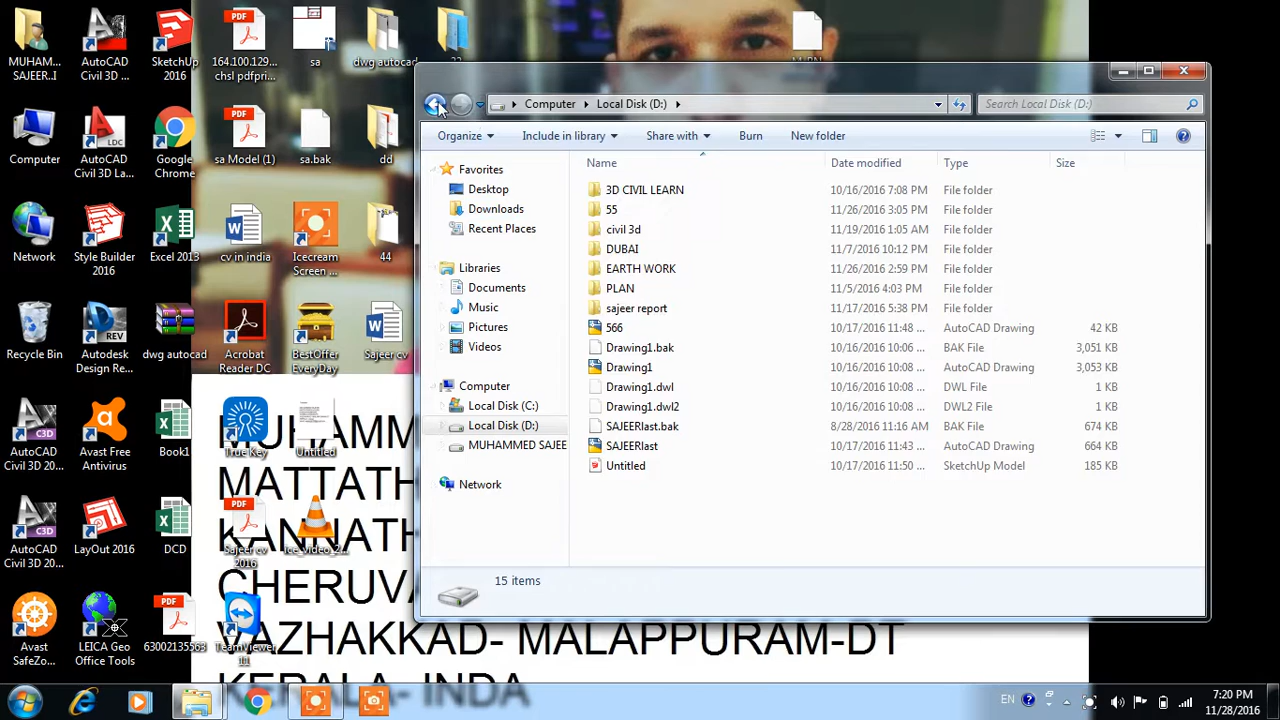 MUHAM...
SAJEER..I
AutoCAD
Civil 3D ...
SketchUp
2016
PDF
164.100.129...
chsl pdfpri...
sa
dwg autocad
Computer
AutoCAD
Civil 3D La...
Google
Chrome
PDF
sa Model (1)
sa.bak
dd
Network
Style Builder
2016
Excel 2013
cv in india
Icecream
Screen ...
44
Recycle Bin
Autodesk
Design Re...
dwg autocad
Acrobat
Reader DC
BestOffer
EveryDay
Sajeer cv
AutoCAD
Civil 3D 20...
Avast Free
Antivirus
Book1
True Key
Untitled
AutoCAD
Civil 3D 20...
LayOut 2016
DCD
PDF
Sajeer cv
2016
ice_video_2...
Avast
SafeZo...
LEICA Geo
Office Tools
PDF
63002135563
TeamViewer
11
Computer
Local Disk (D:)
Search Local Disk (D:)
Organize
Include in library
Share with
Burn
New folder
Favorites
Desktop
Downloads
Recent Places
Libraries
Documents
Music
Pictures
Videos
Computer
Local Disk (C:)
Local Disk (D:)
MUHAMMED SAJEE
Network
Name Date modified Type Size
3D CIVIL LEARN 10/16/2016 7:08 PM File folder
55 11/26/2016 3:05 PM File folder
civil 3d 11/19/2016 1:05 AM File folder
DUBAI 11/7/2016 10:12 PM File folder
EARTH WORK 11/26/2016 2:59 PM File folder
PLAN 11/5/2016 4:03 PM File folder
sajeer report 11/17/2016 5:38 PM File folder
566 10/17/2016 11:48 ... AutoCAD Drawing 42 KB
Drawing1.bak 10/16/2016 10:06 ... BAK File 3,051 KB
Drawing1 10/16/2016 10:08 ... AutoCAD Drawing 3,053 KB
Drawing1.dwl 10/16/2016 10:08 ... DWL File 1 KB
Drawing1.dwl2 10/16/2016 10:08 ... DWL2 File 1 KB
SAJEERlast.bak 8/28/2016 11:16 AM BAK File 674 KB
SAJEERlast 10/17/2016 11:43 ... AutoCAD Drawing 664 KB
Untitled 10/17/2016 11:50 ... SketchUp Model 185 KB
15 items
MUHAMM
MATTATH
KANNATH
CHERUVA
VAZHAKKAD- MALAPPURAM-DT
KERALA- INDA
EN
7:20 PM
11/28/2016